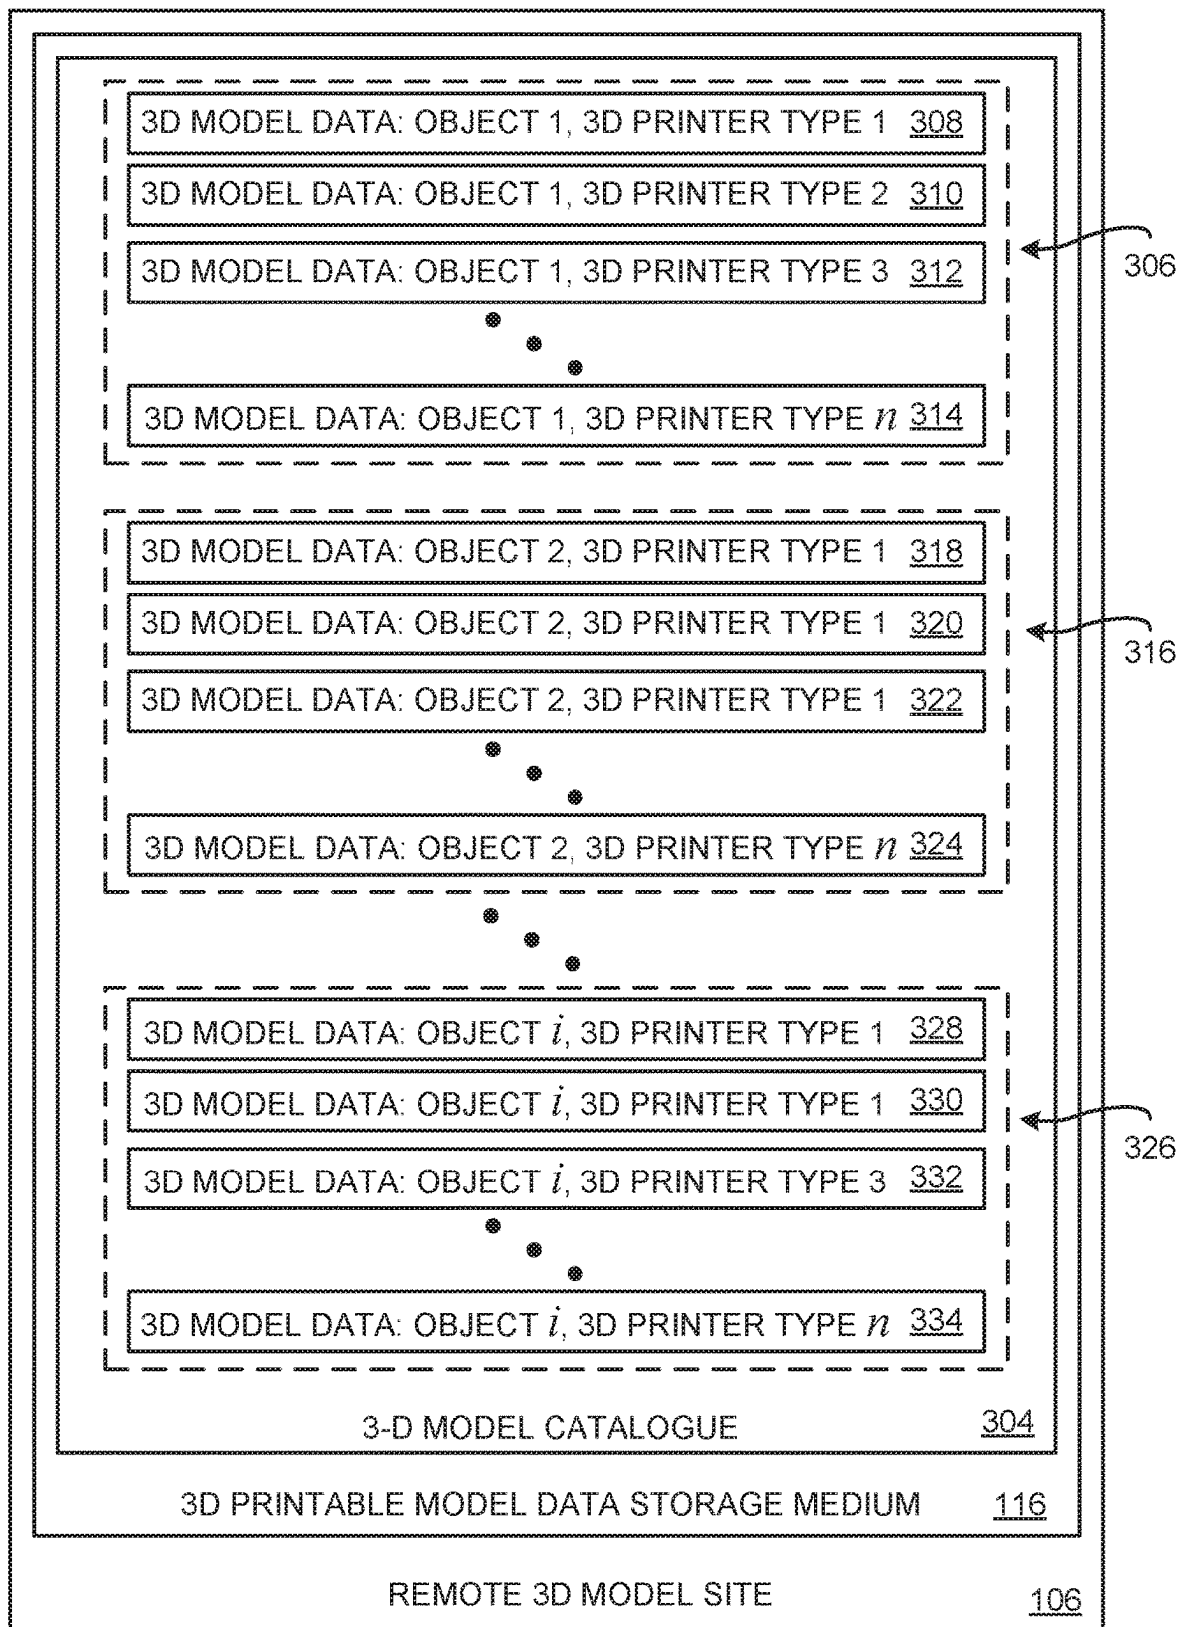 3D MODEL DATA: OBJECT 1, 3D PRINTER TYPE 1 308
3D MODEL DATA: OBJECT 1, 3D PRINTER TYPE 2 310
3D MODEL DATA: OBJECT 1, 3D PRINTER TYPE 3 312
306
3D MODEL DATA: OBJECT 1, 3D PRINTER TYPE n 314
3D MODEL DATA: OBJECT 2, 3D PRINTER TYPE 1 318
3D MODEL DATA: OBJECT 2, 3D PRINTER TYPE 1 320
316
3D MODEL DATA: OBJECT 2, 3D PRINTER TYPE 1 322
3D MODEL DATA: OBJECT 2, 3D PRINTER TYPE n 324
3D MODEL DATA: OBJECT i, 3D PRINTER TYPE 1 328
3D MODEL DATA: OBJECT i, 3D PRINTER TYPE 1 330
326
3D MODEL DATA: OBJECT i, 3D PRINTER TYPE 3 332
3D MODEL DATA: OBJECT i, 3D PRINTER TYPE n 334
3-D MODEL CATALOGUE 304
3D PRINTABLE MODEL DATA STORAGE MEDIUM 116
REMOTE 3D MODEL SITE 106